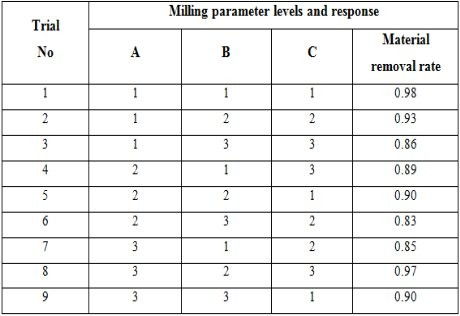 Trial No
Milling parameter levels and response
A B C Material removal rate
1 1 1 1 0.98
2 1 2 2 0.93
3 1 3 3 0.86
4 2 1 3 0.89
5 2 2 1 0.90
6 2 3 2 0.83
7 3 1 2 0.85
8 3 2 3 0.97
9 3 3 1 0.90